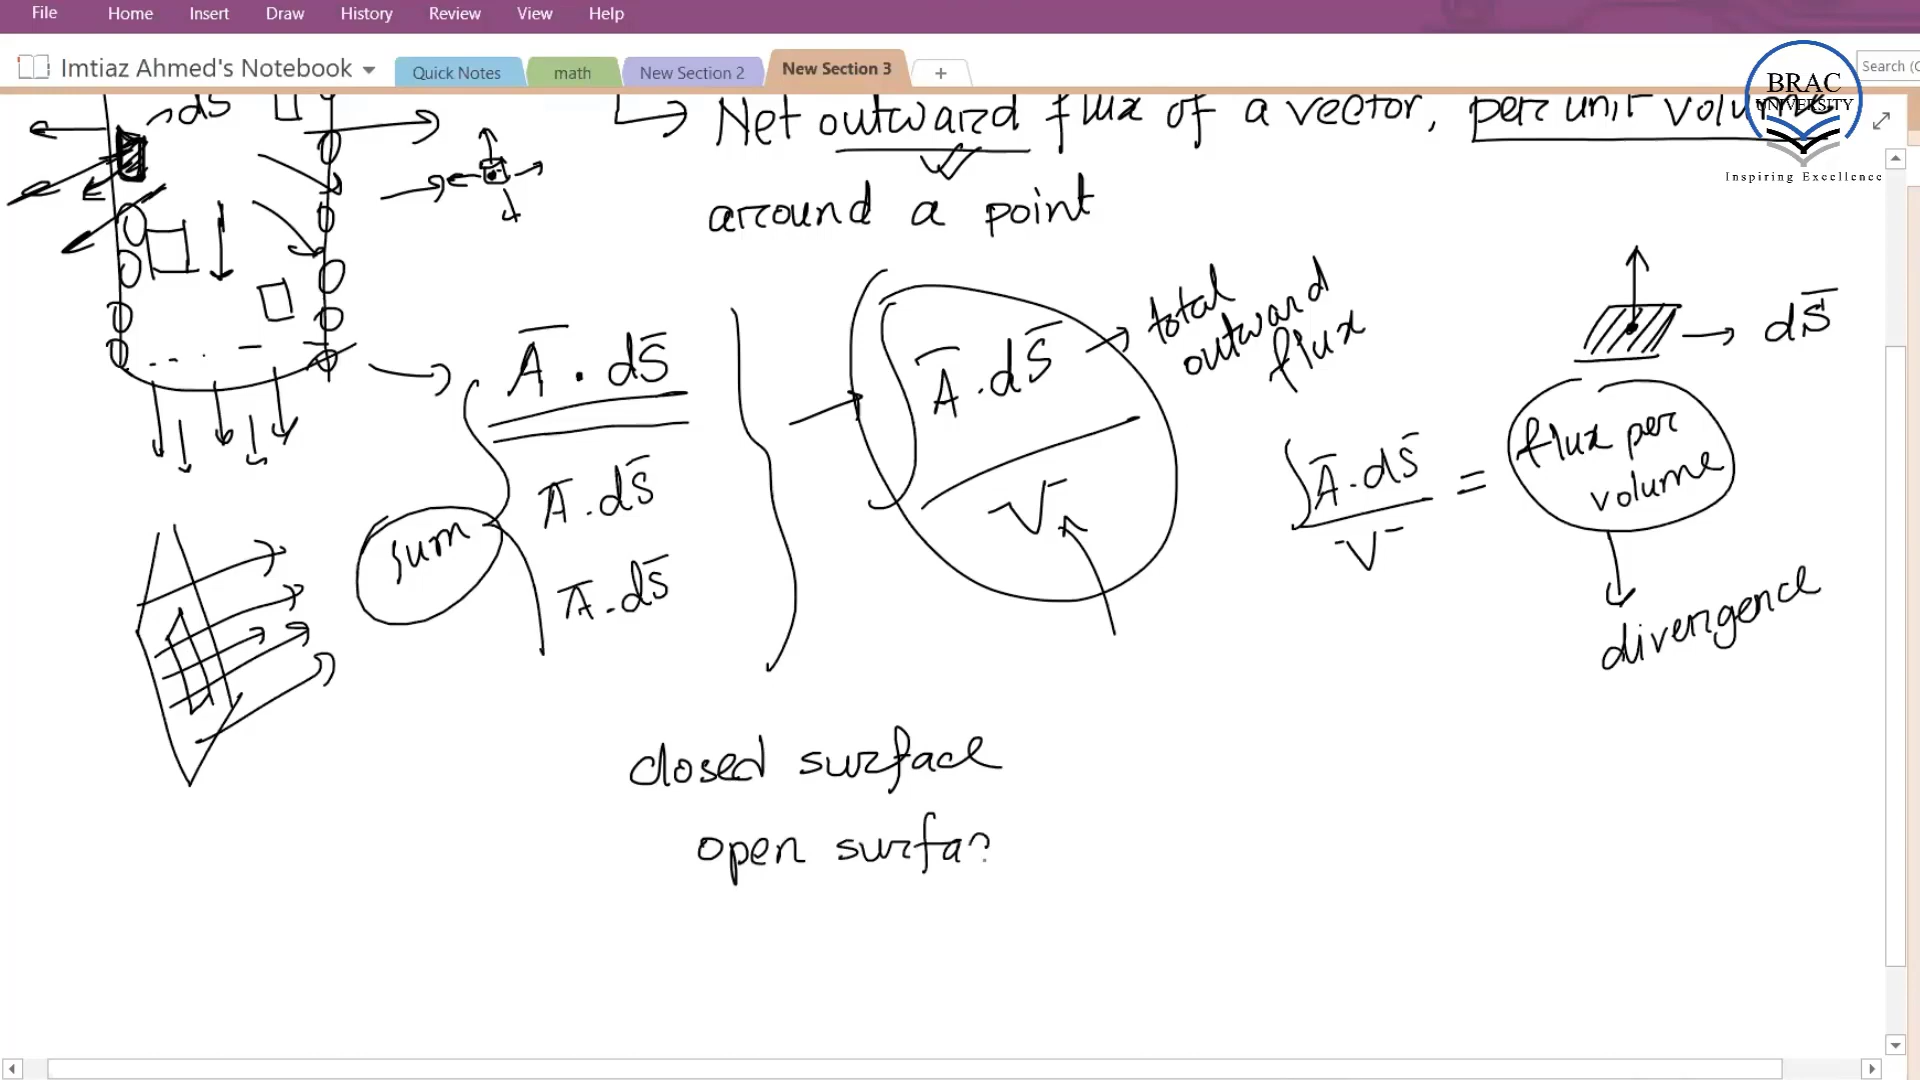 File Home Insert Draw History Review View Help
Imtiaz Ahmed's Notebook Quick Notes math New Section 2 New Section 3 +
Search (C
BRAC
UNIVERSITY
Inspiring Excellence
dS
Net outward flux of a vector, per unit volume
around a point
A̅ . dS̅
A̅ . dS̅
A̅ . dS̅
sum
A̅ . dS̅
V
total
outward
flux
dS̅
∫ A̅ . dS̅
V
=
flux per
volume
divergence
closed surface
open surfa